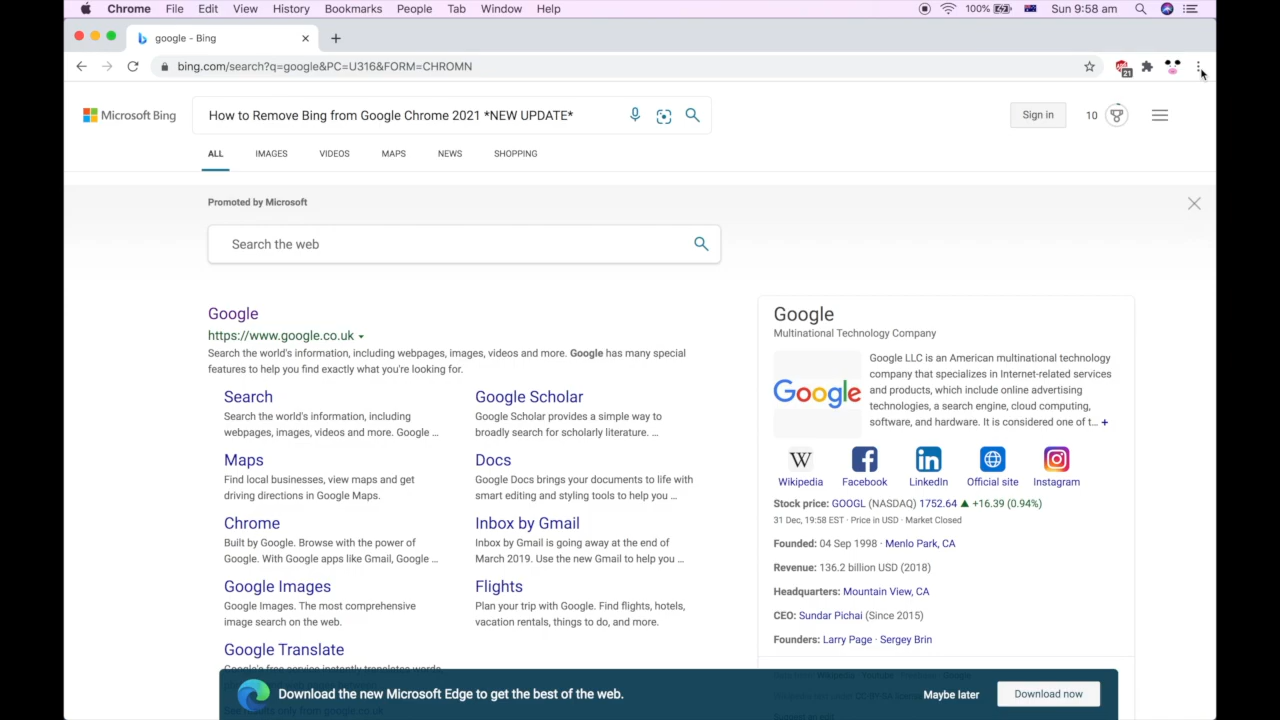 Chrome File Edit View History Bookmarks People Tab Window Help 100% Sun 9:58 am
google - Bing
bing.com/search?q=google&PC=U316&FORM=CHROMN
21
Microsoft Bing
How to Remove Bing from Google Chrome 2021 *NEW UPDATE*
Sign in
10
ALL IMAGES VIDEOS MAPS NEWS SHOPPING
Promoted by Microsoft
Search the web
Google
https://www.google.co.uk
Search the world's information, including webpages, images, videos and more. Google has many special
features to help you find exactly what you're looking for.
Search
Search the world's information, including
webpages, images, videos and more. Google ...
Google Scholar
Google Scholar provides a simple way to
broadly search for scholarly literature. ...
Maps
Find local businesses, view maps and get
driving directions in Google Maps.
Docs
Google Docs brings your documents to life with
smart editing and styling tools to help you ...
Chrome
Built by Google. Browse with the power of
Google. With Google apps like Gmail, Google ...
Inbox by Gmail
Inbox by Gmail is going away at the end of
March 2019. Use the new Gmail to help you ...
Google Images
Google Images. The most comprehensive
image search on the web.
Flights
Plan your trip with Google. Find flights, hotels,
vacation rentals, things to do, and more.
Google Translate
Google's free service instantly translates words,
See results only from google.co.uk
Google
Multinational Technology Company
Google
Google LLC is an American multinational technology
company that specializes in Internet-related services
and products, which include online advertising
technologies, a search engine, cloud computing,
software, and hardware. It is considered one of t... +
W
Wikipedia Facebook LinkedIn Official site Instagram
Stock price: GOOGL (NASDAQ) 1752.64 ▲ +16.39 (0.94%)
31 Dec, 19:58 EST · Price in USD · Market Closed
Founded: 04 Sep 1998 · Menlo Park, CA
Revenue: 136.2 billion USD (2018)
Headquarters: Mountain View, CA
CEO: Sundar Pichai (Since 2015)
Founders: Larry Page · Sergey Brin
Download the new Microsoft Edge to get the best of the web.
Maybe later
Download now